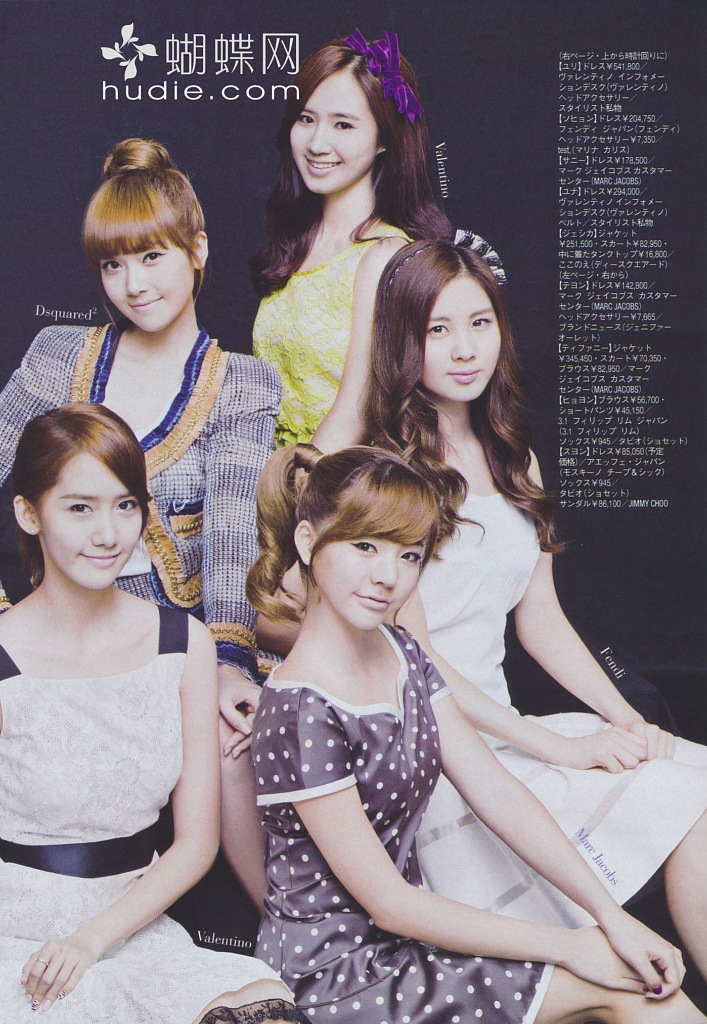 蝴蝶网
hudie.com
Valentino
Dsquared²
Fendi
Marc Jacobs
Valentino
(右ページ・上から時計回りに)
【ユリ】ドレス¥541,800/
ヴァレンティノ インフォメー
ションデスク(ヴァレンティノ)
ヘッドアクセサリー/
スタイリスト私物
【ソヒョン】ドレス¥204,750/
フェンディ ジャパン(フェンディ)
ヘッドアクセサリー¥7,350/
test,(マリナ カリス)
【サニー】ドレス¥178,500/
マーク ジェイコブス カスタマー
センター(MARC JACOBS)
【ユナ】ドレス¥294,000/
ヴァレンティノ インフォメー
ションデスク(ヴァレンティノ)
ベルト/スタイリスト私物
【ジェシカ】ジャケット
¥251,500・スカート¥82,950・
中に着たタンクトップ¥16,800/
ここのえ(ディースクエアード)
(左ページ・右から)
【テヨン】ドレス¥142,800/
マーク ジェイコブス カスタマー
センター(MARC JACOBS)
ヘッドアクセサリー¥7,665/
ブランドニュース(ジェニファー
オーレット)
【ティファニー】ジャケット
¥345,450・スカート¥70,350・
ブラウス¥82,950/マーク
ジェイコブス カスタマー
センター(MARC JACOBS)
【ヒョヨン】ブラウス¥56,700・
ショートパンツ¥45,150/
3.1 フィリップ リム ジャパン
(3.1 フィリップ リム)
ソックス¥945/タビオ(ショセット)
【スヨン】ドレス¥85,050(予定
価格)/アエッフェ・ジャパン
(モスキーノ チープ&シック)
ソックス¥945/
タビオ(ショセット)
サンダル¥86,100/JIMMY CHOO